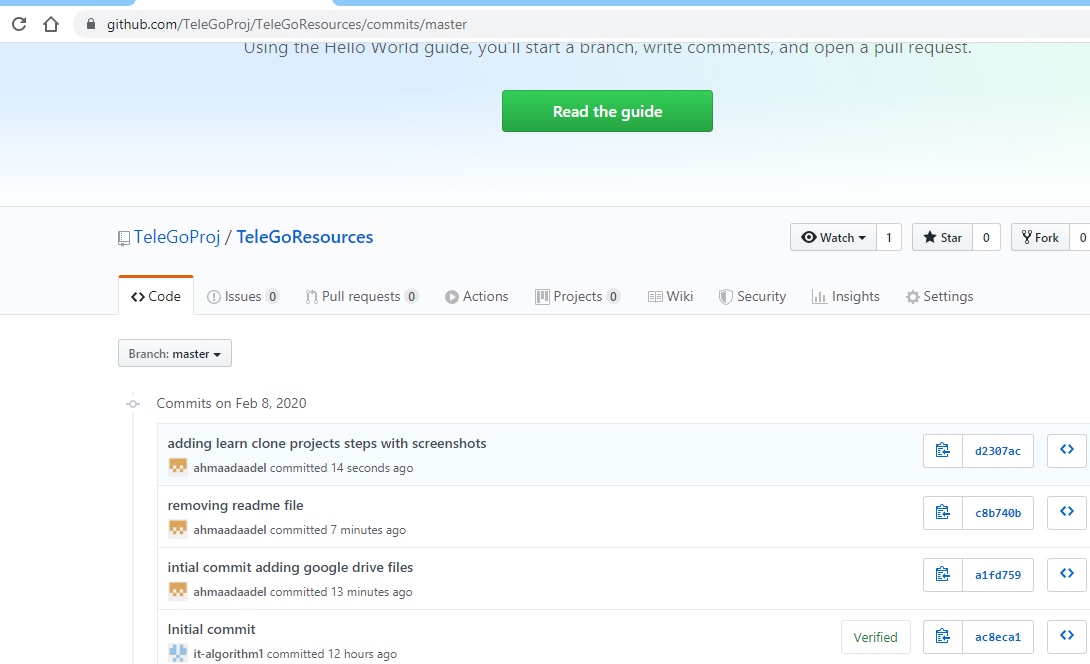 github.com/TeleGoProj/TeleGoResources/commits/master
Using the Hello World guide, you'll start a branch, write comments, and open a pull request.
Read the guide
TeleGoProj / TeleGoResources
Watch 1 Star 0 Fork 0
Code Issues 0 Pull requests 0 Actions Projects 0 Wiki Security Insights Settings
Branch: master
Commits on Feb 8, 2020
adding learn clone projects steps with screenshots
ahmaadaadel committed 14 seconds ago
d2307ac
removing readme file
ahmaadaadel committed 7 minutes ago
c8b740b
intial commit adding google drive files
ahmaadaadel committed 13 minutes ago
a1fd759
Initial commit
it-algorithm1 committed 12 hours ago
Verified
ac8eca1